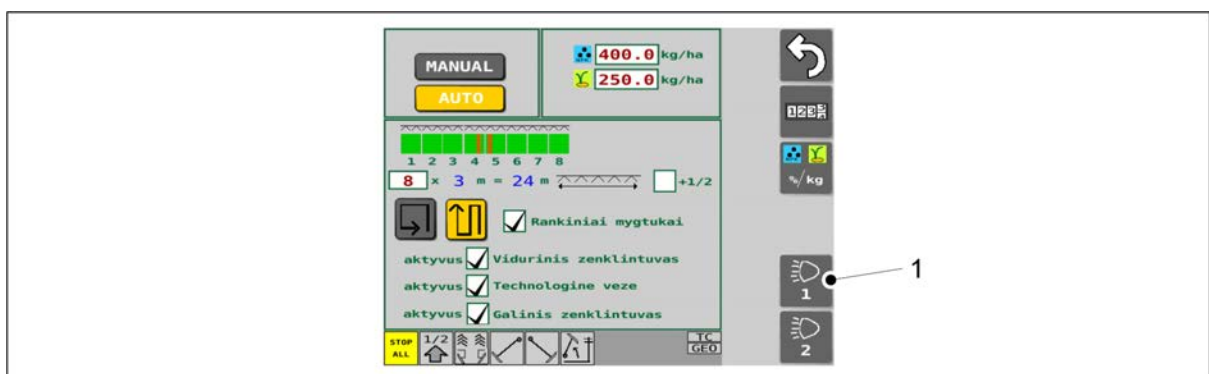 MANUAL
AUTO
400.0 kg/ha
250.0 kg/ha
1 2 3 4 5 6 7 8
8 x 3 m = 24 m +1/2
Rankiniai mygtukai
aktyvus Vidurinis zenklintuvas
aktyvus Technologine veze
aktyvus Galinis zenklintuvas
STOP ALL
1/2
TC
GEO
%/kg
1
2
1